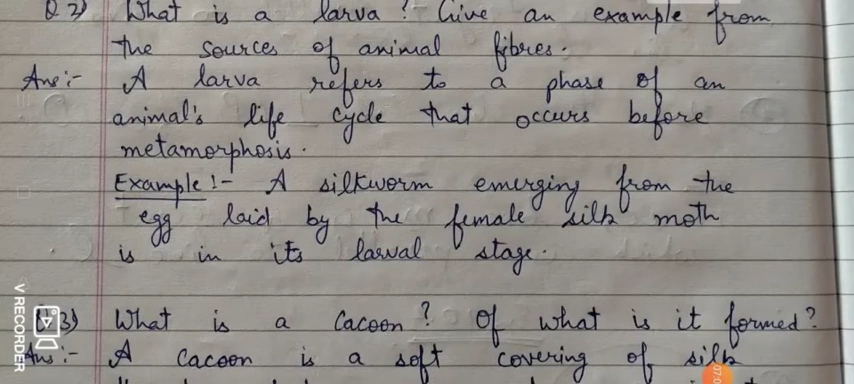 Q 2) What is a larva? Give an example from
the sources of animal fibres.
Ans:- A larva refers to a phase of an
animal's life cycle that occurs before
metamorphosis.
Example:- A silkworm emerging from the
egg laid by the female silk moth
is in its larval stage.
Q 3) What is a Cacoon? Of what is it formed?
Ans:- A Cacoon is a soft covering of silk
V RECORDER